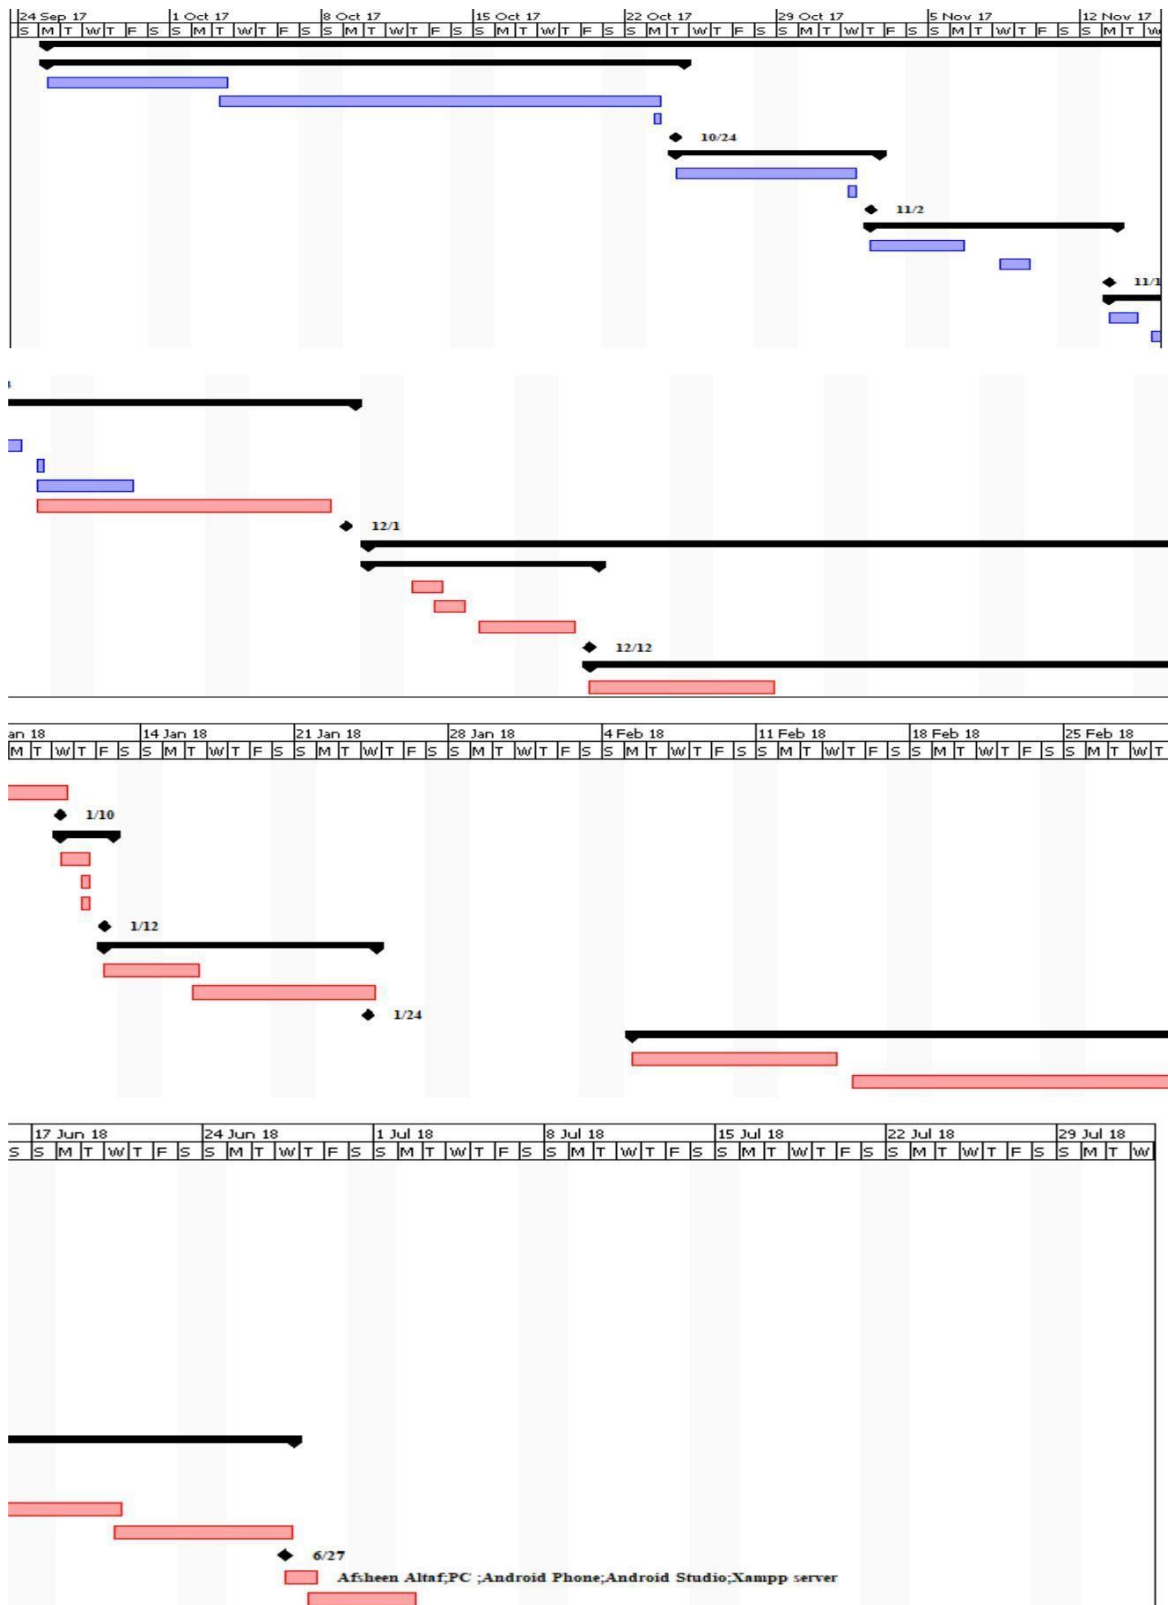 24 Sep 17 1 Oct 17 8 Oct 17 15 Oct 17 22 Oct 17 29 Oct 17 5 Nov 17 12 Nov 17
S M T W T F S S M T W T F S S M T W T F S S M T W T F S S M T W T F S S M T W T F S S M T W T F S S M T W
10/24
11/2
11/1
12/1
12/12
an 18 14 Jan 18 21 Jan 18 28 Jan 18 4 Feb 18 11 Feb 18 18 Feb 18 25 Feb 18
M T W T F S S M T W T F S S M T W T F S S M T W T F S S M T W T F S S M T W T F S S M T W T F S S M T W T
1/10
1/12
1/24
17 Jun 18 24 Jun 18 1 Jul 18 8 Jul 18 15 Jul 18 22 Jul 18 29 Jul 18
S S M T W T F S S M T W T F S S M T W T F S S M T W T F S S M T W T F S S M T W T F S S M T W
6/27
Afsheen Altaf;PC ;Android Phone;Android Studio;Xampp server